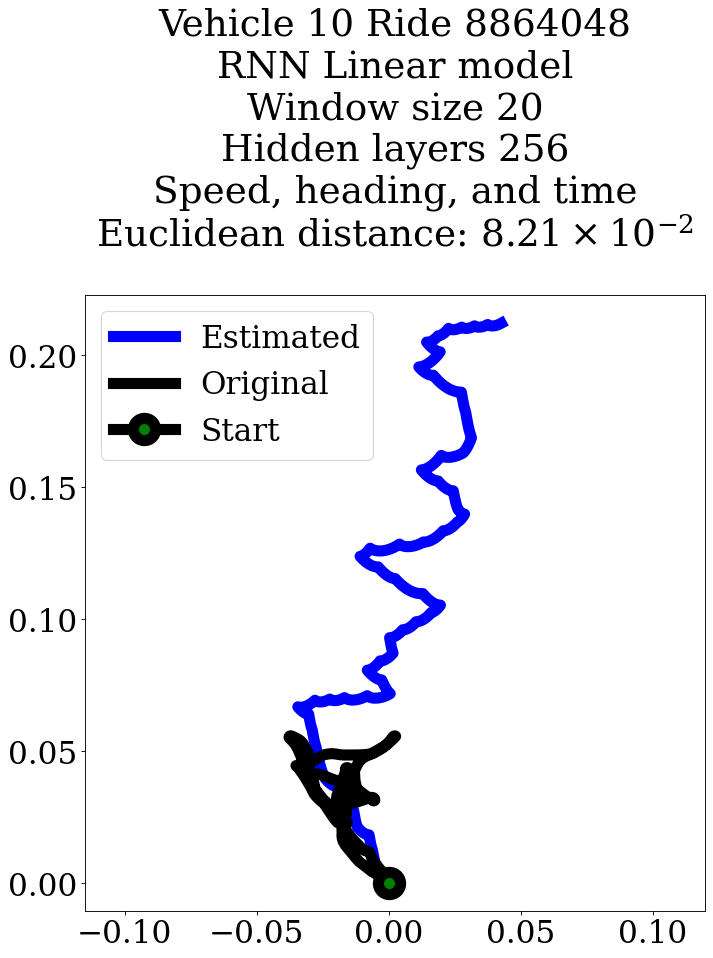 Vehicle 10 Ride 8864048
RNN Linear model
Window size 20
Hidden layers 256
Speed, heading, and time
Euclidean distance: 8.21 × 10⁻²
Estimated
Original
Start
0.20
0.15
0.10
0.05
0.00
−0.10 −0.05 0.00 0.05 0.10